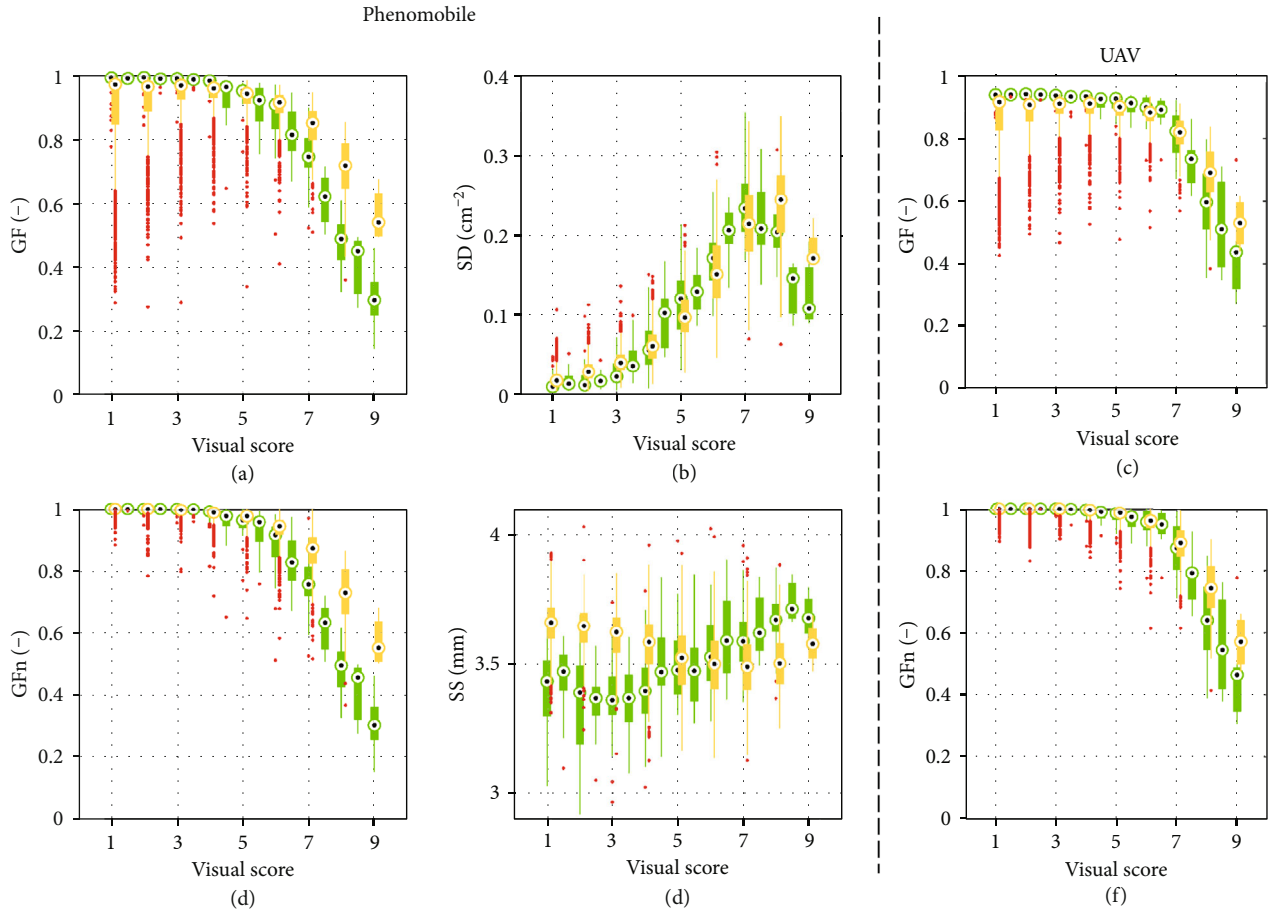 Phenomobile
UAV
1
0.8
0.6
0.4
0.2
0
GF (−)
1 3 5 7 9
Visual score
(a)
0.4
0.3
0.2
0.1
0
SD (cm−2)
1 3 5 7 9
Visual score
(b)
1
0.8
0.6
0.4
0.2
0
GF (−)
1 3 5 7 9
Visual score
(c)
1
0.8
0.6
0.4
0.2
0
GFn (−)
1 3 5 7 9
Visual score
(d)
4
3.5
3
SS (mm)
1 3 5 7 9
Visual score
(d)
1
0.8
0.6
0.4
0.2
0
GFn (−)
1 3 5 7 9
Visual score
(f)